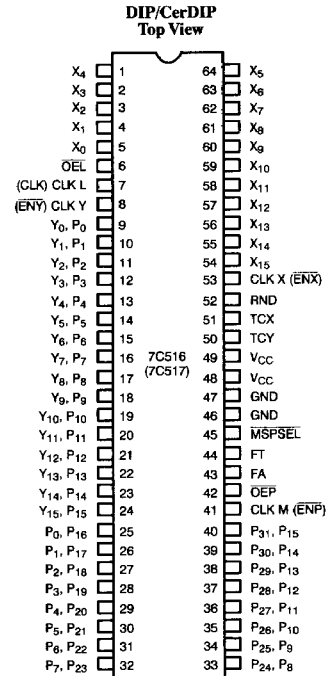 DIP/CerDIP
Top View
X₄ 1 64 X₅
X₃ 2 63 X₆
X₂ 3 62 X₇
X₁ 4 61 X₈
X₀ 5 60 X₉
O̅E̅L̅ 6 59 X₁₀
(CLK) CLK L 7 58 X₁₁
(E̅N̅Y̅) CLK Y 8 57 X₁₂
Y₀, P₀ 9 56 X₁₃
Y₁, P₁ 10 55 X₁₄
Y₂, P₂ 11 54 X₁₅
Y₃, P₃ 12 53 CLK X (E̅N̅X̅)
Y₄, P₄ 13 52 RND
Y₅, P₅ 14 51 TCX
Y₆, P₆ 15 50 TCY
Y₇, P₇ 16 7C516 49 VCC
Y₈, P₈ 17 (7C517) 48 VCC
Y₉, P₉ 18 47 GND
Y₁₀, P₁₀ 19 46 GND
Y₁₁, P₁₁ 20 45 M̅S̅P̅S̅E̅L̅
Y₁₂, P₁₂ 21 44 FT
Y₁₃, P₁₃ 22 43 FA
Y₁₄, P₁₄ 23 42 O̅E̅P̅
Y₁₅, P₁₅ 24 41 CLK M (E̅N̅P̅)
P₀, P₁₆ 25 40 P₃₁, P₁₅
P₁, P₁₇ 26 39 P₃₀, P₁₄
P₂, P₁₈ 27 38 P₂₉, P₁₃
P₃, P₁₉ 28 37 P₂₈, P₁₂
P₄, P₂₀ 29 36 P₂₇, P₁₁
P₅, P₂₁ 30 35 P₂₆, P₁₀
P₆, P₂₂ 31 34 P₂₅, P₉
P₇, P₂₃ 32 33 P₂₄, P₈